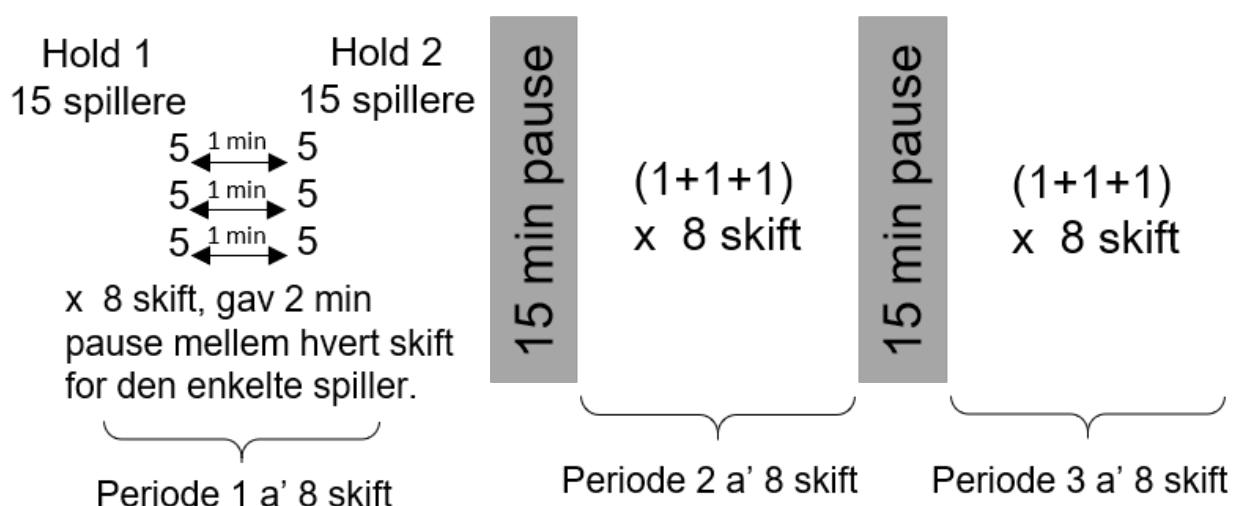 Hold 1
15 spillere
Hold 2
15 spillere
5 1 min 5
5 1 min 5
5 1 min 5
x 8 skift, gav 2 min
pause mellem hvert skift
for den enkelte spiller.
Periode 1 a’ 8 skift
15 min pause
(1+1+1)
x 8 skift
Periode 2 a’ 8 skift
15 min pause
(1+1+1)
x 8 skift
Periode 3 a’ 8 skift